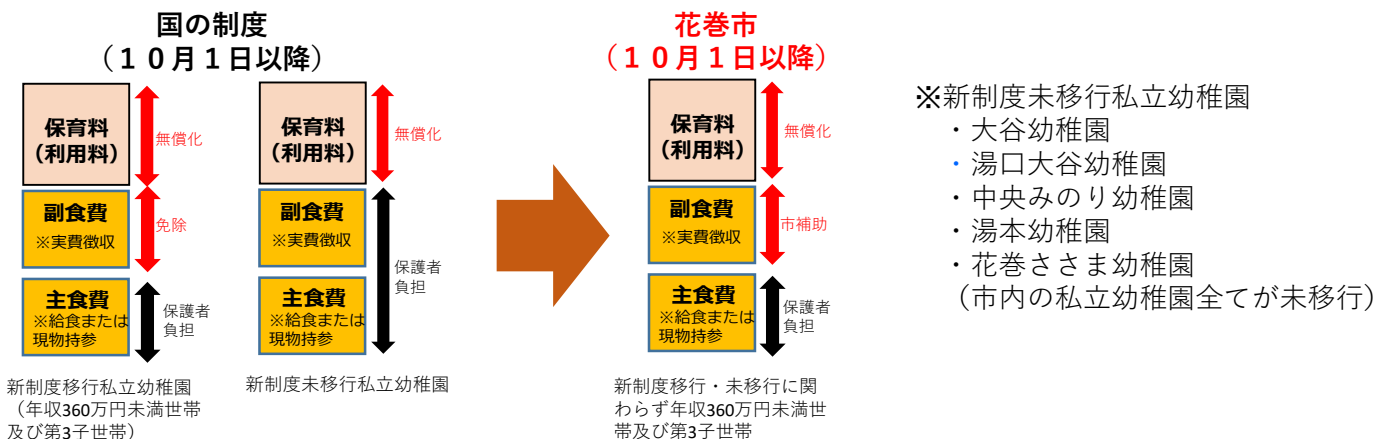 国の制度
（１０月１日以降）
保育料
（利用料）
無償化
副食費
※実費徴収
免除
主食費
※給食または
現物持参
保護者
負担
新制度移行私立幼稚園
（年収360万円未満世帯
及び第3子世帯）
保育料
（利用料）
無償化
副食費
※実費徴収
主食費
※給食または
現物持参
保護者
負担
新制度未移行私立幼稚園
花巻市
（１０月１日以降）
保育料
（利用料）
無償化
副食費
※実費徴収
市補助
主食費
※給食または
現物持参
保護者
負担
新制度移行・未移行に関
わらず年収360万円未満世
帯及び第3子世帯
※新制度未移行私立幼稚園
・大谷幼稚園
・湯口大谷幼稚園
・中央みのり幼稚園
・湯本幼稚園
・花巻ささま幼稚園
（市内の私立幼稚園全てが未移行）